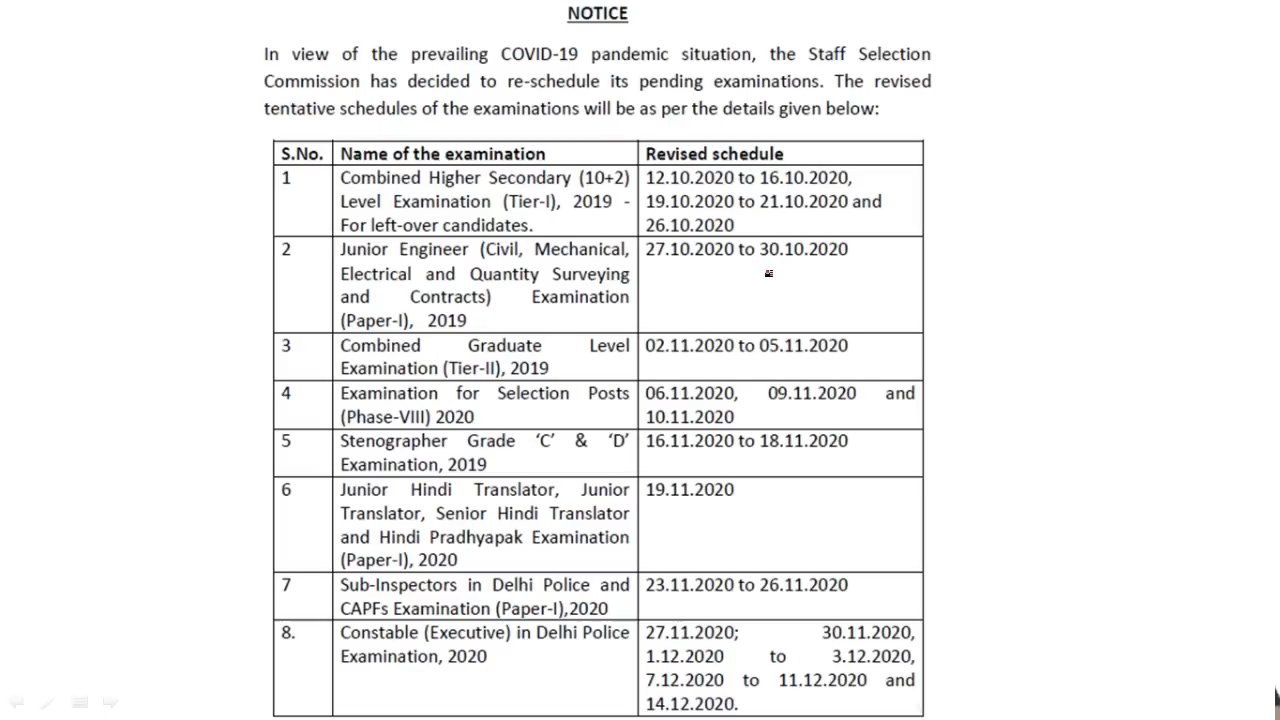 NOTICE
In view of the prevailing COVID-19 pandemic situation, the Staff Selection
Commission has decided to re-schedule its pending examinations. The revised
tentative schedules of the examinations will be as per the details given below:
S.No. Name of the examination Revised schedule
1 Combined Higher Secondary (10+2) 12.10.2020 to 16.10.2020,
Level Examination (Tier-I), 2019 - 19.10.2020 to 21.10.2020 and
For left-over candidates. 26.10.2020
2 Junior Engineer (Civil, Mechanical, 27.10.2020 to 30.10.2020
Electrical and Quantity Surveying
and Contracts) Examination
(Paper-I), 2019
3 Combined Graduate Level 02.11.2020 to 05.11.2020
Examination (Tier-II), 2019
4 Examination for Selection Posts 06.11.2020, 09.11.2020 and
(Phase-VIII) 2020 10.11.2020
5 Stenographer Grade ‘C’ & ‘D’ 16.11.2020 to 18.11.2020
Examination, 2019
6 Junior Hindi Translator, Junior 19.11.2020
Translator, Senior Hindi Translator
and Hindi Pradhyapak Examination
(Paper-I), 2020
7 Sub-Inspectors in Delhi Police and 23.11.2020 to 26.11.2020
CAPFs Examination (Paper-I),2020
8. Constable (Executive) in Delhi Police 27.11.2020; 30.11.2020,
Examination, 2020 1.12.2020 to 3.12.2020,
7.12.2020 to 11.12.2020 and
14.12.2020.